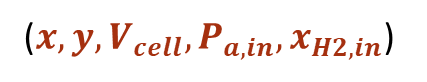 (x, y, V_cell, P_a,in, x_H2,in)